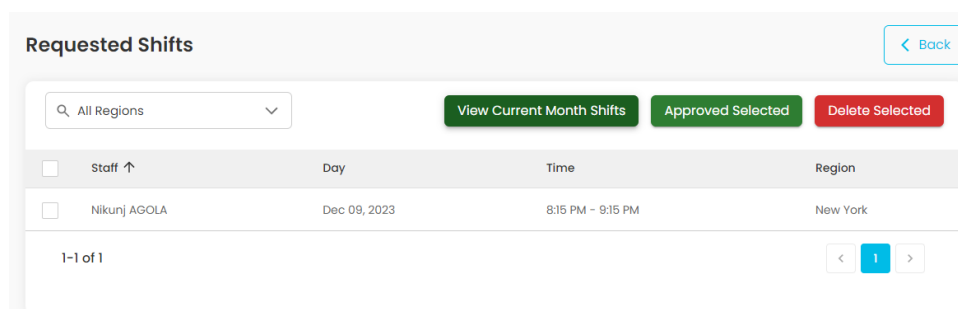 Requested Shifts
Back
All Regions
View Current Month Shifts
Approved Selected
Delete Selected
Staff ↑ Day Time Region
Nikunj AGOLA Dec 09, 2023 8:15 PM - 9:15 PM New York
1-1 of 1
< 1 >